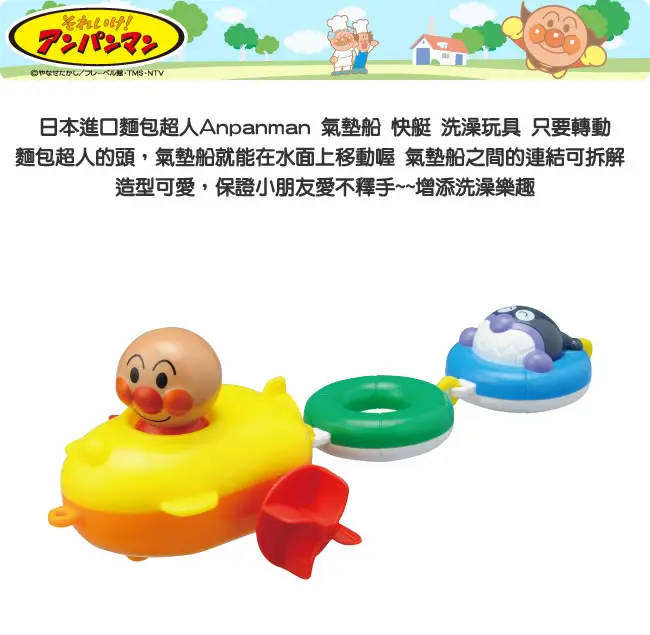 それいけ!
アンパンマン
©やなせたかし/フレーベル館・TMS・NTV
日本進口麵包超人Anpanman 氣墊船 快艇 洗澡玩具 只要轉動
麵包超人的頭，氣墊船就能在水面上移動喔 氣墊船之間的連結可拆解
造型可愛，保證小朋友愛不釋手~~增添洗澡樂趣